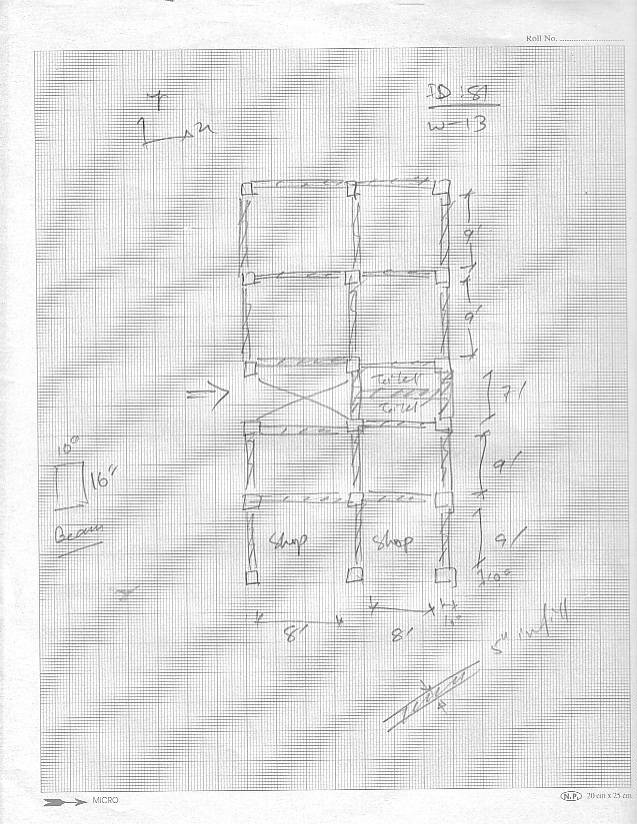 Roll No.
ID : 81
W-13
Y
x
9'
9'
Toilet
Toilet
7'
10"
16"
Beam
9'
Shop
Shop
9'
10"
8'
8'
10"
5" infill
MICRO
N.P.
20 cm x 25 cm